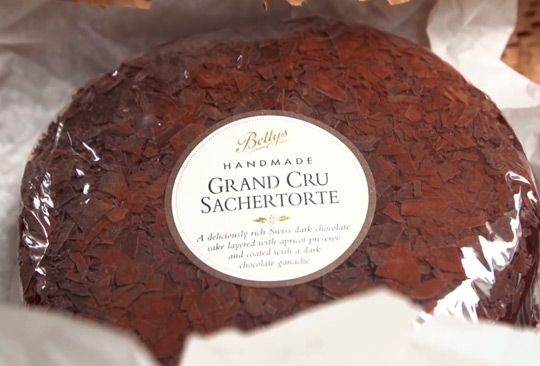 Bettys
HANDMADE
GRAND CRU
SACHERTORTE
A deliciously rich Swiss dark chocolate
cake layered with apricot preserve
and coated with a dark
chocolate ganache.